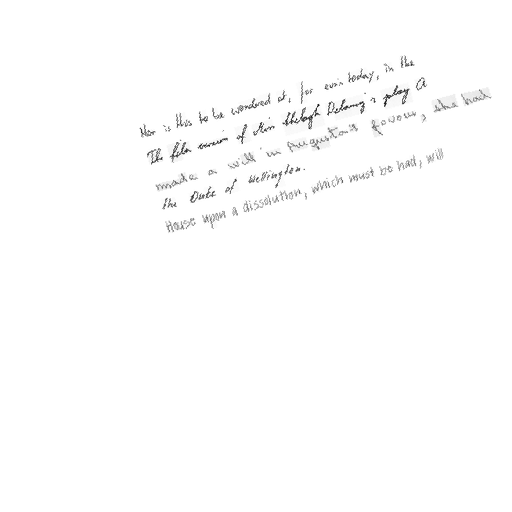 Nor is this to be wondered at, for even today, in the
The film version of Miss Shelagh Delaney's play A
made a will in Augusta's favour, she had
the Duke of Wellington.
House upon a dissolution, which must be had, will